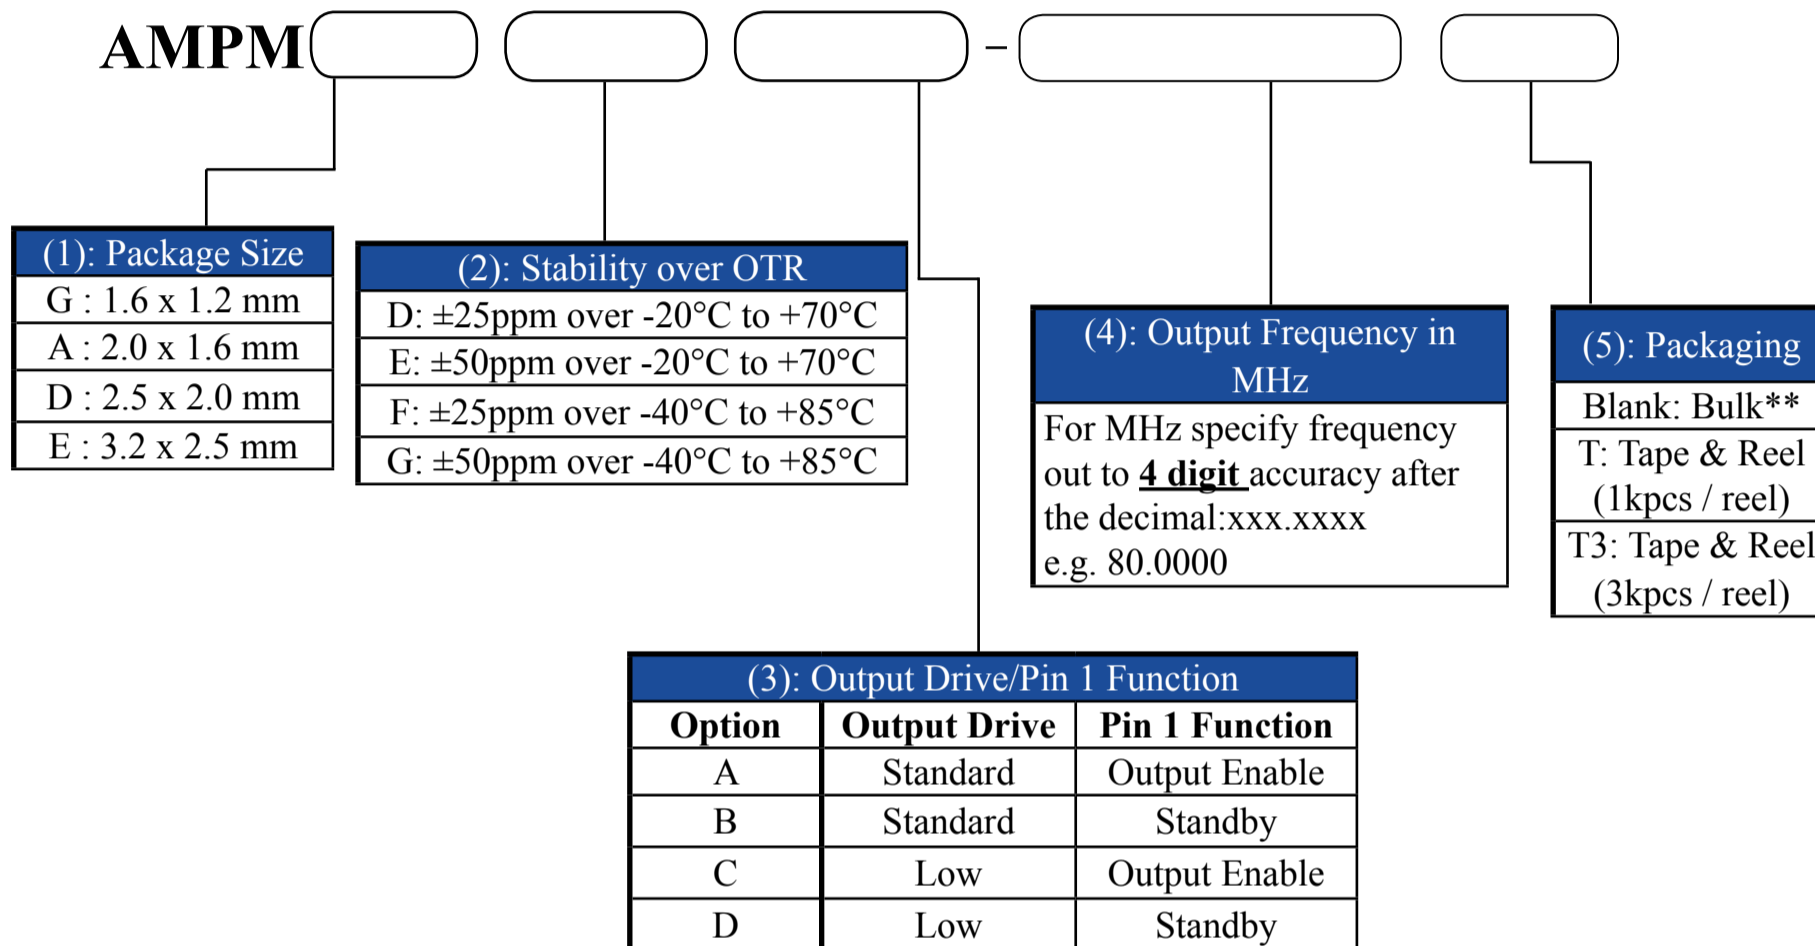 AMPM –
(1): Package Size
G : 1.6 x 1.2 mm
A : 2.0 x 1.6 mm
D : 2.5 x 2.0 mm
E : 3.2 x 2.5 mm
(2): Stability over OTR
D: ±25ppm over -20°C to +70°C
E: ±50ppm over -20°C to +70°C
F: ±25ppm over -40°C to +85°C
G: ±50ppm over -40°C to +85°C
(4): Output Frequency in
MHz
For MHz specify frequency
out to 4 digit accuracy after
the decimal:xxx.xxxx
e.g. 80.0000
(5): Packaging
Blank: Bulk**
T: Tape & Reel
(1kpcs / reel)
T3: Tape & Reel
(3kpcs / reel)
(3): Output Drive/Pin 1 Function
Option Output Drive Pin 1 Function
A Standard Output Enable
B Standard Standby
C Low Output Enable
D Low Standby